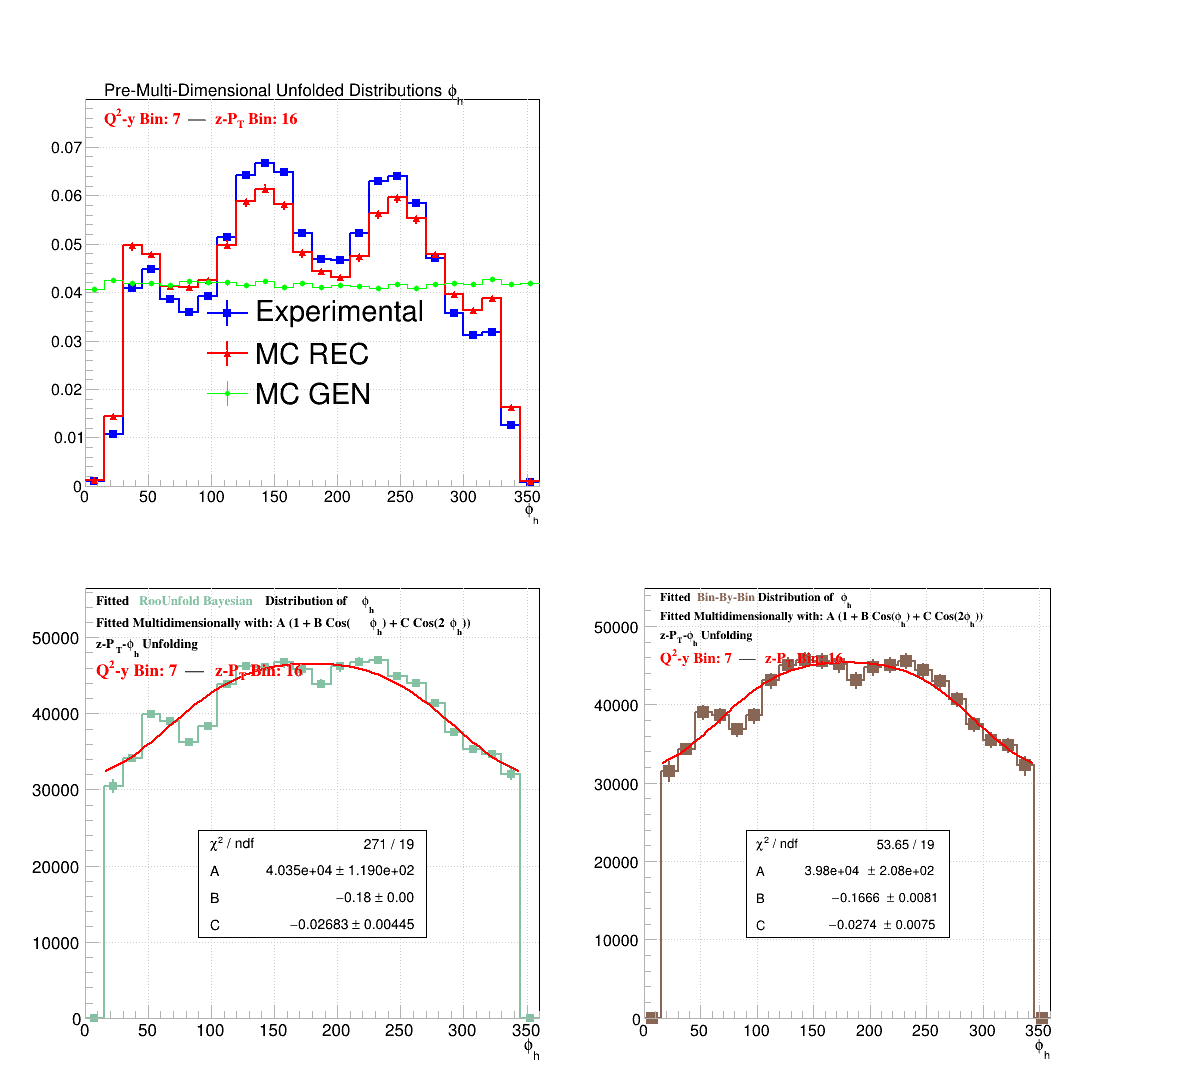 Pre-Multi-Dimensional Unfolded Distributions ϕh
Q²-y Bin: 7 — z-PT Bin: 16
0.07
0.06
0.05
0.04
0.03
0.02
0.01
0
Experimental
MC REC
MC GEN
0 50 100 150 200 250 300 350
ϕh
Fitted RooUnfold Bayesian Distribution of ϕh
Fitted Multidimensionally with: A (1 + B Cos( ϕh) + C Cos(2 ϕh))
z-PT-ϕh Unfolding
Q²-y Bin: 7 — z-PT Bin: 16
50000
40000
30000
20000
10000
0
χ² / ndf 271 / 19
A 4.035e+04 ± 1.190e+02
B −0.18 ± 0.00
C −0.02683 ± 0.00445
0 50 100 150 200 250 300 350
ϕh
Fitted Bin-By-Bin Distribution of ϕh
Fitted Multidimensionally with: A (1 + B Cos(ϕh) + C Cos(2ϕh))
z-PT-ϕh Unfolding
Q²-y Bin: 7 — z-PT Bin: 16
50000
40000
30000
20000
10000
0
χ² / ndf 53.65 / 19
A 3.98e+04 ± 2.08e+02
B −0.1666 ± 0.0081
C −0.0274 ± 0.0075
0 50 100 150 200 250 300 350
ϕh